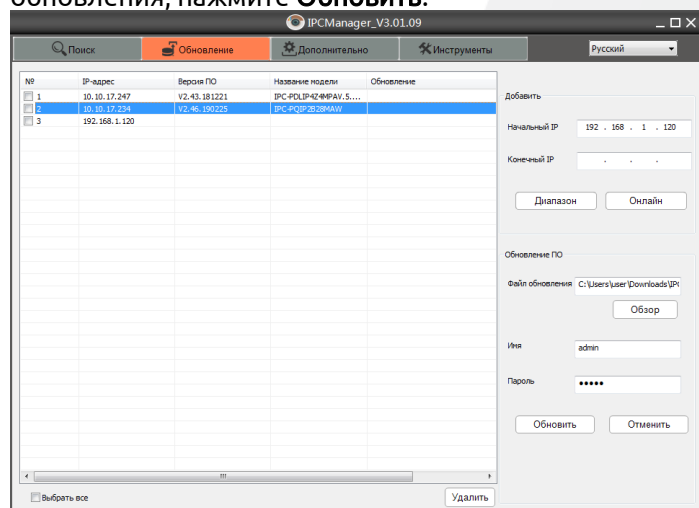 обновления, нажмите Обновить.
IPCManager_V3.01.09
Поиск Обновление Дополнительно Инструменты Русский
№ IP-адрес Версия ПО Название модели Обновление
1 10.10.17.247 V2.43.181221 IPC-PDLIP4Z4MPAV.5....
2 10.10.17.234 V2.46.190225 IPC-PQIP2B28MAW
3 192.168.1.120
Добавить
Начальный IP 192 . 168 . 1 . 120
Конечный IP . . .
Диапазон Онлайн
Обновление ПО
Файл обновления C:\Users\user\Downloads\IP(
Обзор
Имя admin
Пароль •••••
Обновить Отменить
Выбрать все Удалить